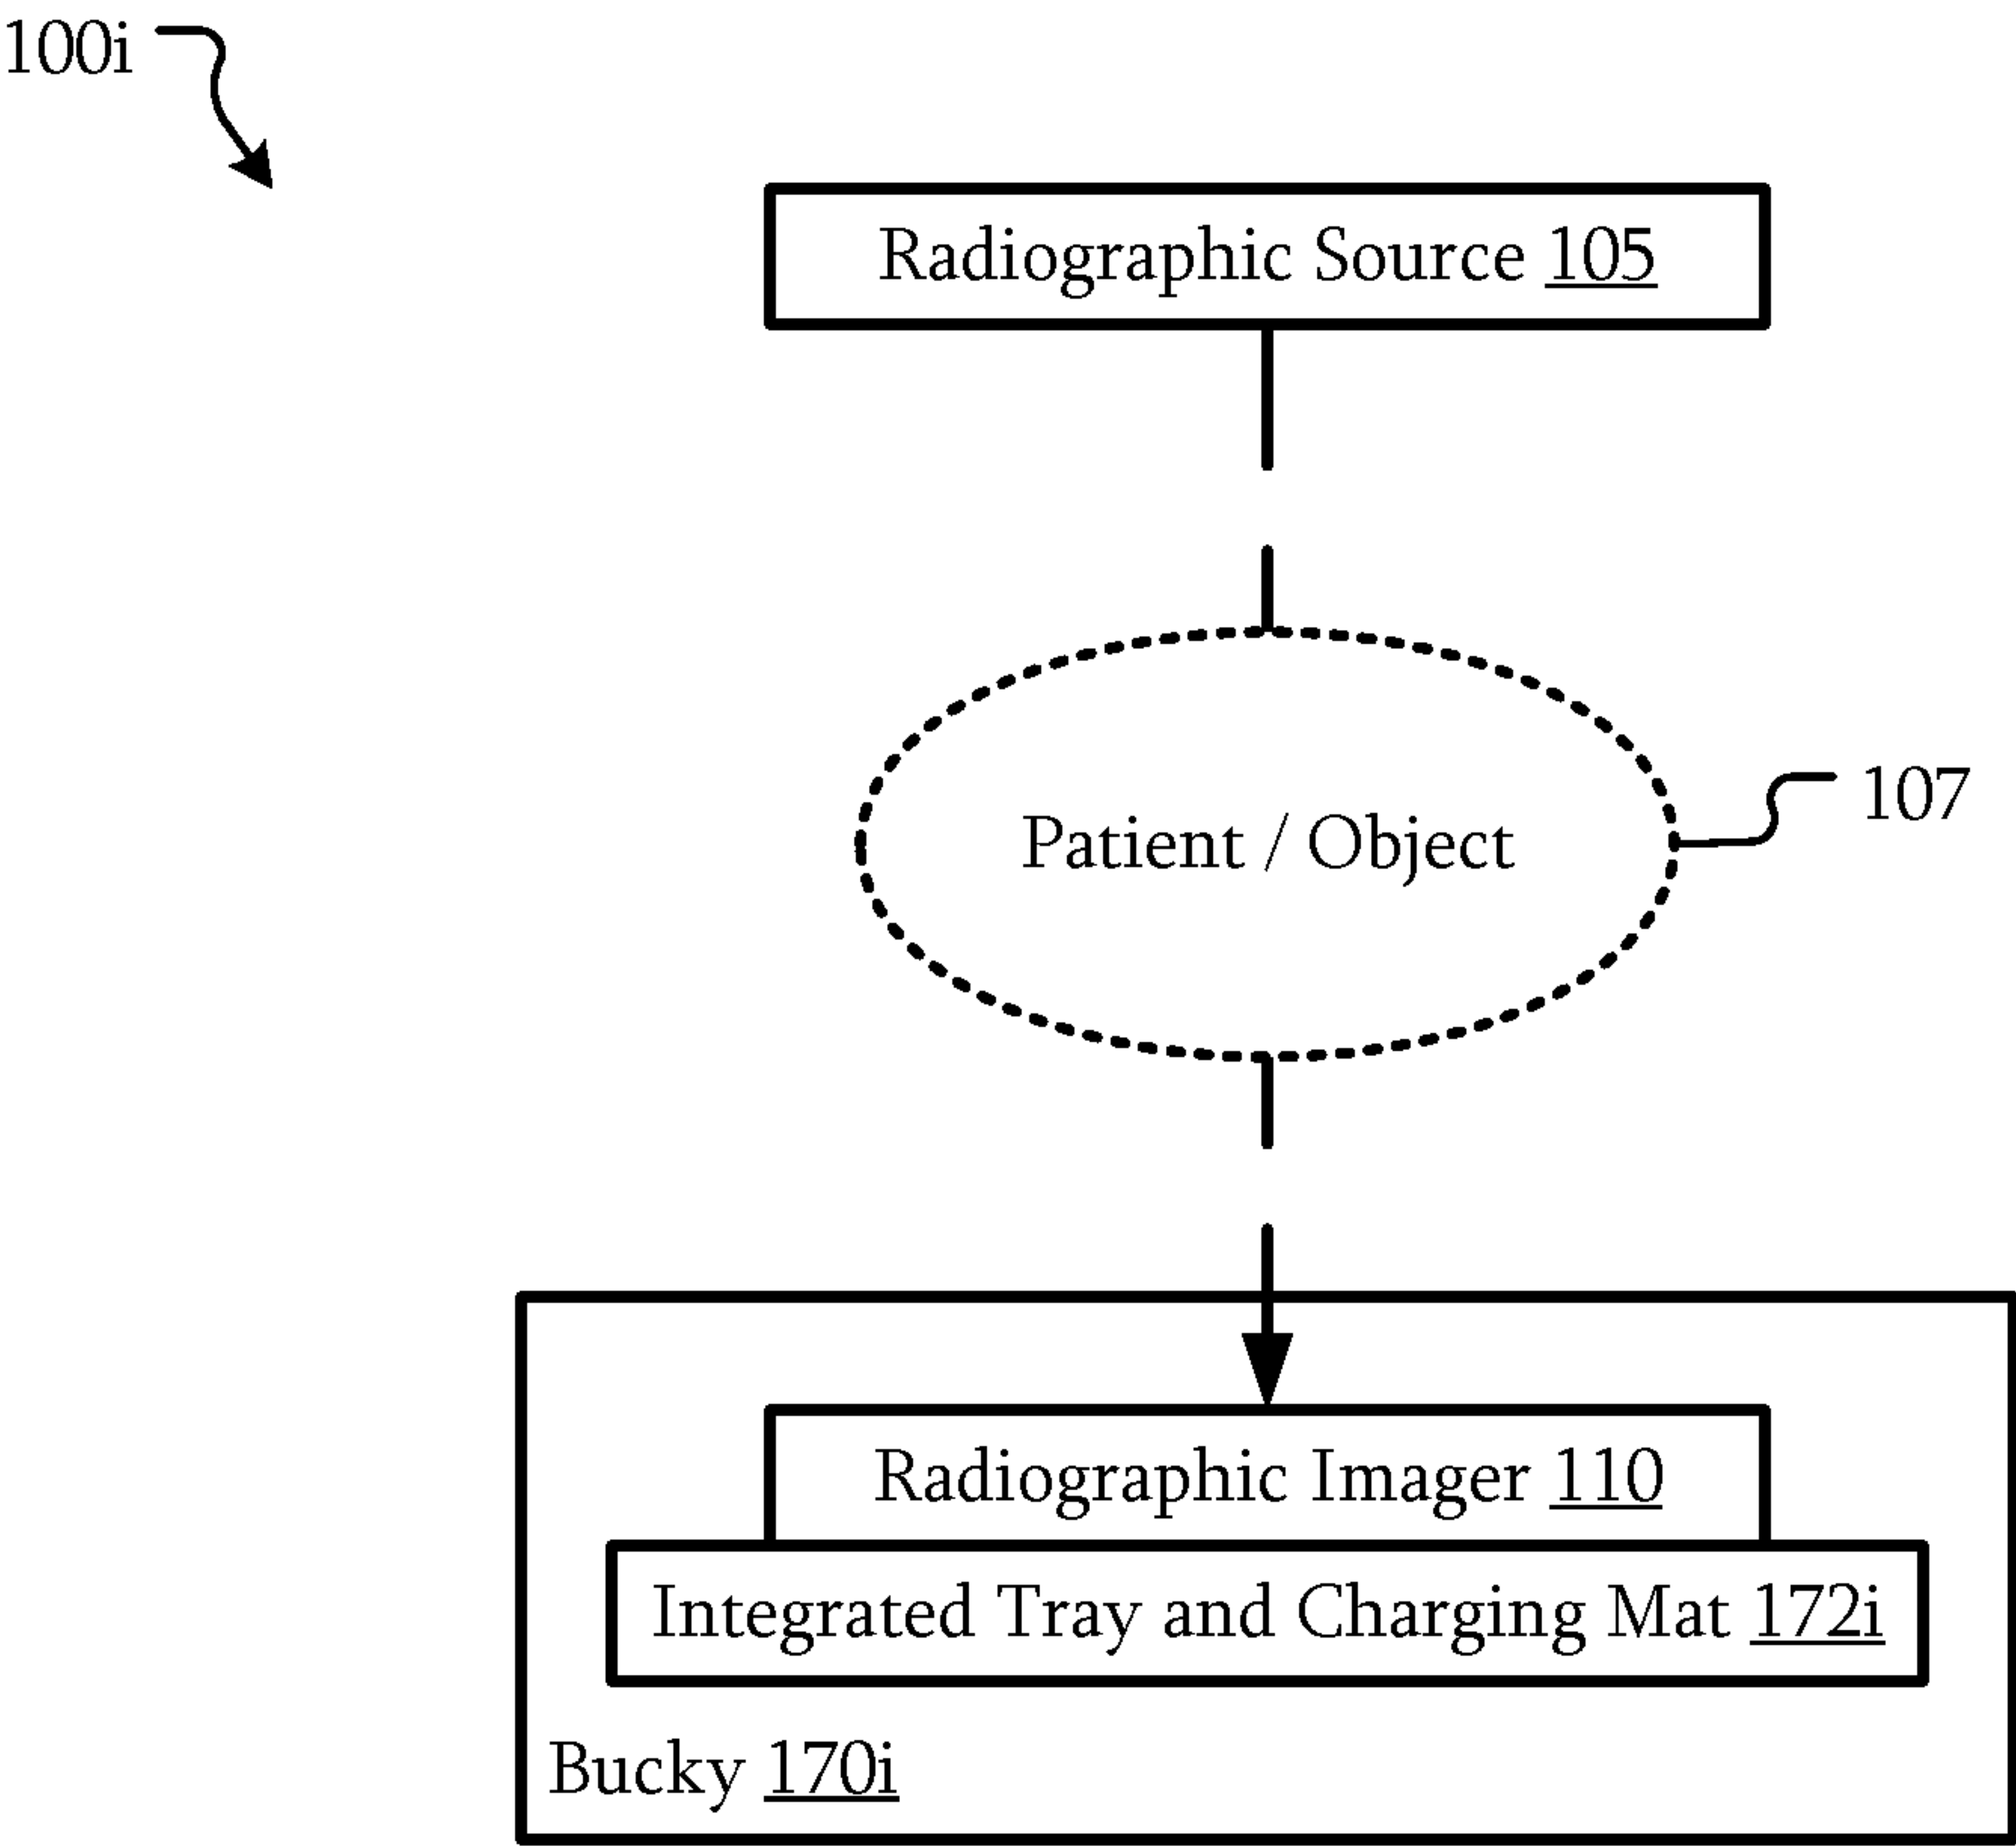 100i
Radiographic Source 105
Patient / Object
107
Radiographic Imager 110
Integrated Tray and Charging Mat 172i
Bucky 170i